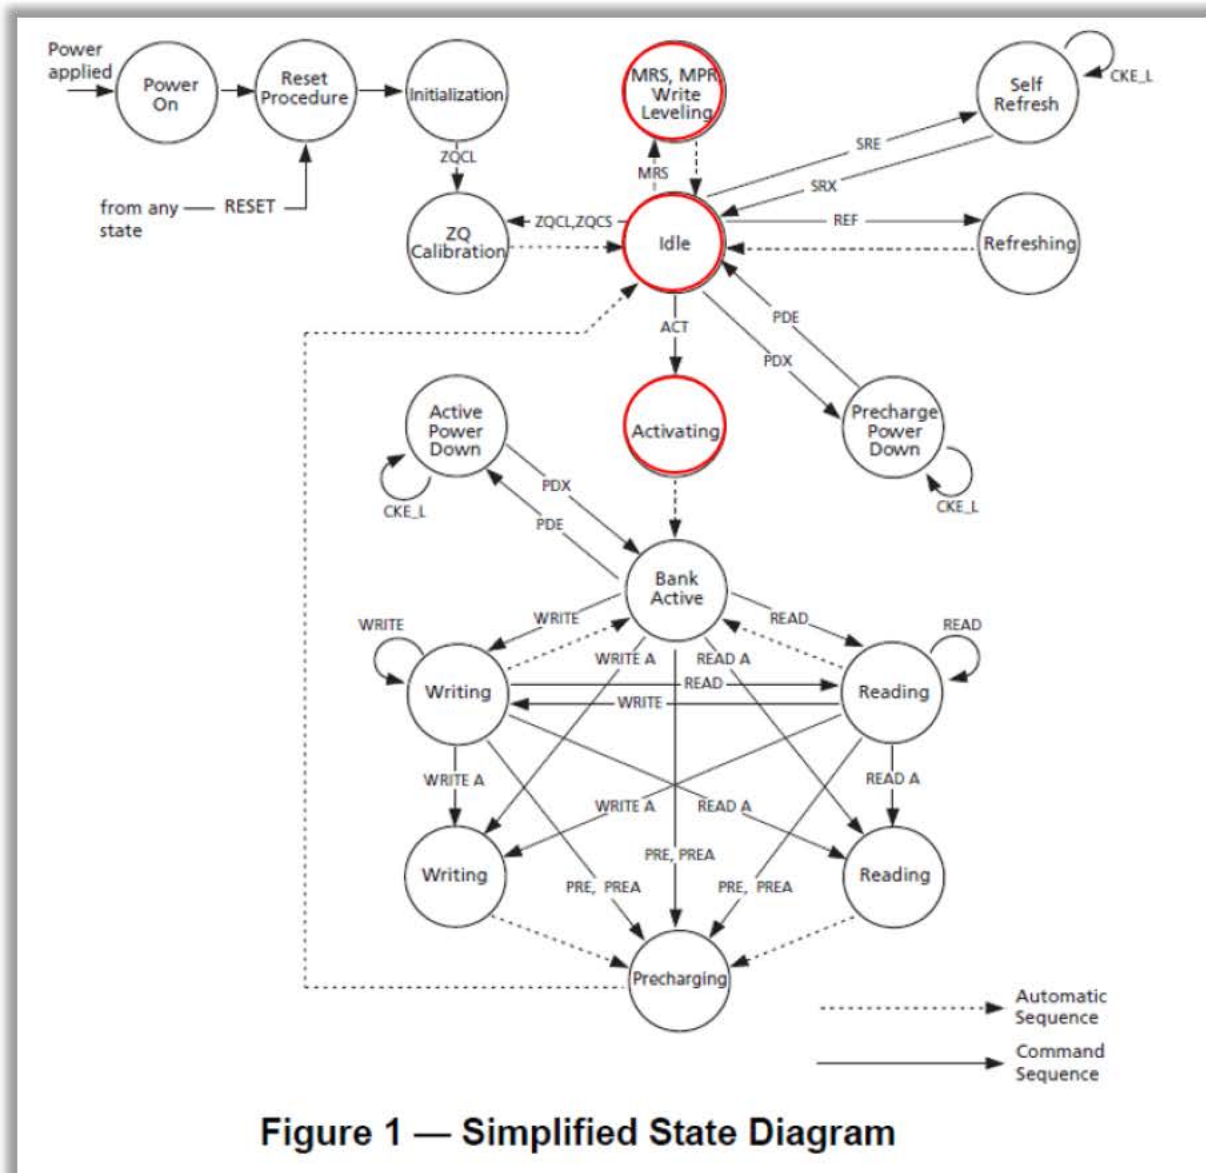 Power
applied
Power
On
Reset
Procedure
Initialization
MRS, MPR,
Write
Leveling
Self
Refresh
CKE_L
ZQCL
MRS
SRE
SRX
from any
state
RESET
ZQ
Calibration
ZQCL,ZQCS
Idle
REF
Refreshing
ACT
PDE
PDX
Active
Power
Down
Activating
Precharge
Power
Down
CKE_L
PDX
PDE
CKE_L
Bank
Active
WRITE
WRITE
READ
READ
WRITE A
READ A
Writing
READ
WRITE
Reading
WRITE A
READ A
WRITE A
READ A
Writing
PRE, PREA
Reading
PRE, PREA
PRE, PREA
Precharging
Automatic
Sequence
Command
Sequence
Figure 1 — Simplified State Diagram